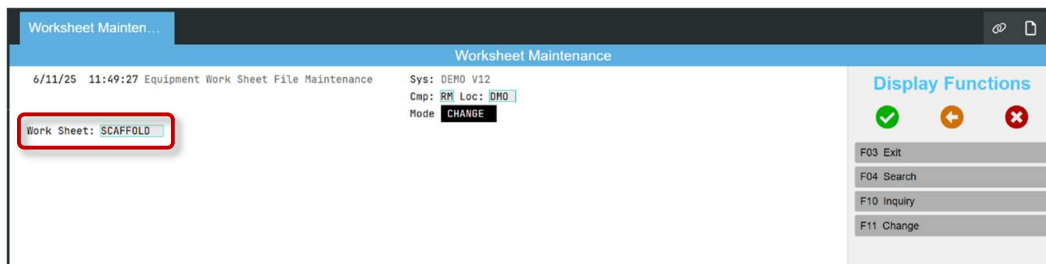 Worksheet Mainten...
Worksheet Maintenance
6/11/25 11:49:27 Equipment Work Sheet File Maintenance Sys: DEMO V12
Cmp: RM Loc: DMO
Mode CHANGE
Work Sheet: SCAFFOLD
Display Functions
F03 Exit
F04 Search
F10 Inquiry
F11 Change